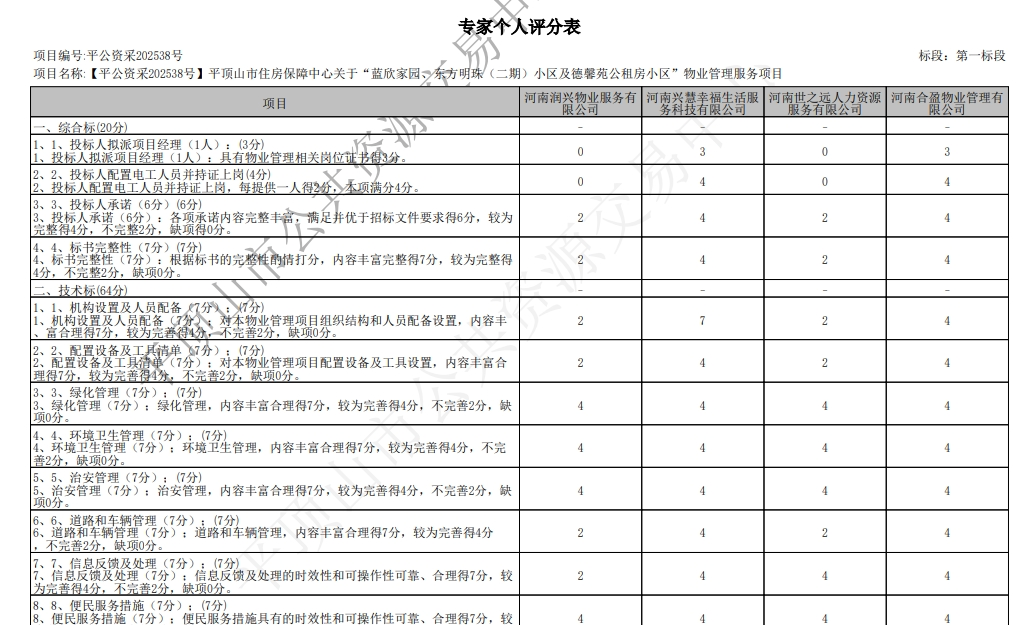 专家个人评分表
项目编号:平公资采202538号
标段：第一标段
项目名称:【平公资采202538号】平顶山市住房保障中心关于“蓝欣家园、东方明珠（二期）小区及德馨苑公租房小区”物业管理服务项目
项目
河南润兴物业服务有限公司
河南兴慧幸福生活服务科技有限公司
河南世之远人力资源服务有限公司
河南合盈物业管理有限公司
一、综合标(20分) - - - -
1、1、投标人拟派项目经理（1人）：(3分)
1、投标人拟派项目经理（1人）：具有物业管理相关岗位证书得3分。
0 3 0 3
2、2、投标人配置电工人员并持证上岗(4分)
2、投标人配置电工人员并持证上岗，每提供一人得2分，本项满分4分。
0 4 0 4
3、3、投标人承诺（6分）(6分)
3、投标人承诺（6分）：各项承诺内容完整丰富，满足并优于招标文件要求得6分，较为
完整得4分，不完整2分，缺项得0分。
2 4 2 4
4、4、标书完整性（7分）(7分)
4、标书完整性（7分）：根据标书的完整性酌情打分，内容丰富完整得7分，较为完整得
4分，不完整2分，缺项0分。
2 4 2 4
二、技术标(64分) - - - -
1、1、机构设置及人员配备（7分）；(7分)
1、机构设置及人员配备（7分）；对本物业管理项目组织结构和人员配备设置，内容丰
、富合理得7分，较为完善得4分，不完善2分，缺项0分。
2 7 2 4
2、2、配置设备及工具清单（7分）；(7分)
2、配置设备及工具清单（7分）；对本物业管理项目配置设备及工具设置，内容丰富合
理得7分，较为完善得4分，不完善2分，缺项0分。
2 4 2 4
3、3、绿化管理（7分）；(7分)
3、绿化管理（7分）；绿化管理，内容丰富合理得7分，较为完善得4分，不完善2分，缺
项0分。
4 4 4 4
4、4、环境卫生管理（7分）；(7分)
4、环境卫生管理（7分）；环境卫生管理，内容丰富合理得7分，较为完善得4分，不完
善2分，缺项0分。
4 4 4 4
5、5、治安管理（7分）；(7分)
5、治安管理（7分）；治安管理，内容丰富合理得7分，较为完善得4分，不完善2分，缺
项0分。
4 4 4 4
6、6、道路和车辆管理（7分）；(7分)
6、道路和车辆管理（7分）；道路和车辆管理，内容丰富合理得7分，较为完善得4分
，不完善2分，缺项0分。
2 4 2 4
7、7、信息反馈及处理（7分）；(7分)
7、信息反馈及处理（7分）；信息反馈及处理的时效性和可操作性可靠、合理得7分，较
为完善得4分，不完善2分，缺项0分。
2 4 4 4
8、8、便民服务措施（7分）；(7分)
8、便民服务措施（7分）；便民服务措施具有的时效性和可操作性可靠、合理得7分，较
4 4 4 4
平顶山市公共资源交易中
平顶山市公共资源交易中